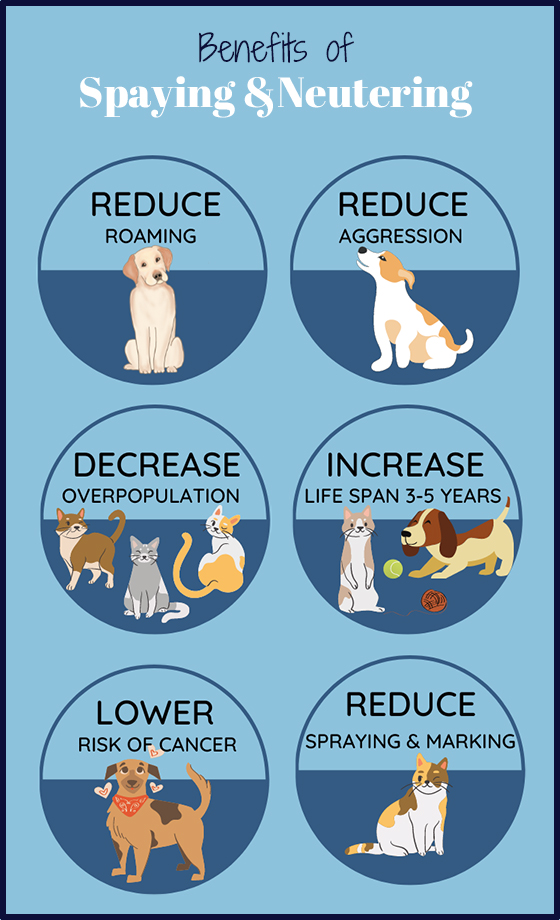 Benefits of
Spaying &Neutering
REDUCE
ROAMING
REDUCE
AGGRESSION
DECREASE
OVERPOPULATION
INCREASE
LIFE SPAN 3-5 YEARS
LOWER
RISK OF CANCER
REDUCE
SPRAYING & MARKING